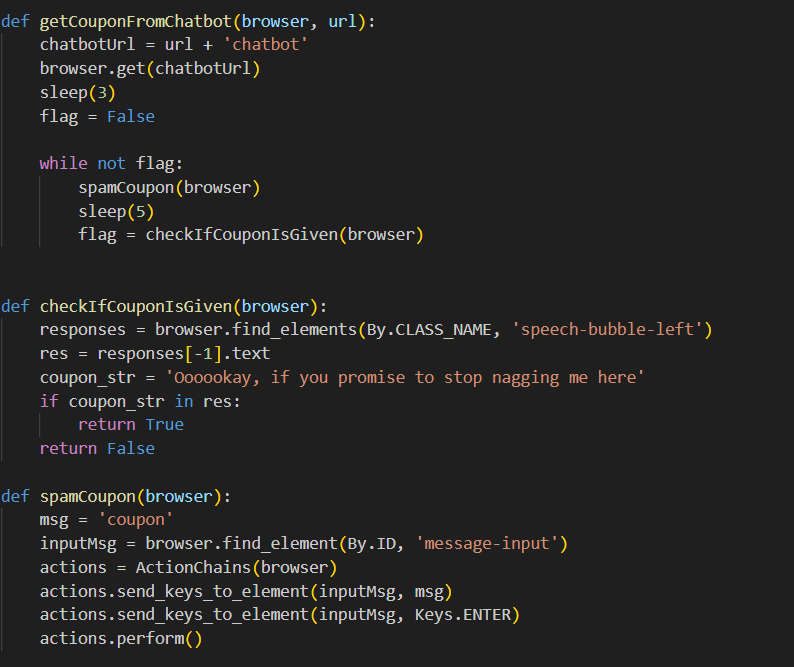 def getCouponFromChatbot(browser, url):
    chatbotUrl = url + 'chatbot'
    browser.get(chatbotUrl)
    sleep(3)
    flag = False

    while not flag:
        spamCoupon(browser)
        sleep(5)
        flag = checkIfCouponIsGiven(browser)


def checkIfCouponIsGiven(browser):
    responses = browser.find_elements(By.CLASS_NAME, 'speech-bubble-left')
    res = responses[-1].text
    coupon_str = 'Oooookay, if you promise to stop nagging me here'
    if coupon_str in res:
        return True
    return False

def spamCoupon(browser):
    msg = 'coupon'
    inputMsg = browser.find_element(By.ID, 'message-input')
    actions = ActionChains(browser)
    actions.send_keys_to_element(inputMsg, msg)
    actions.send_keys_to_element(inputMsg, Keys.ENTER)
    actions.perform()